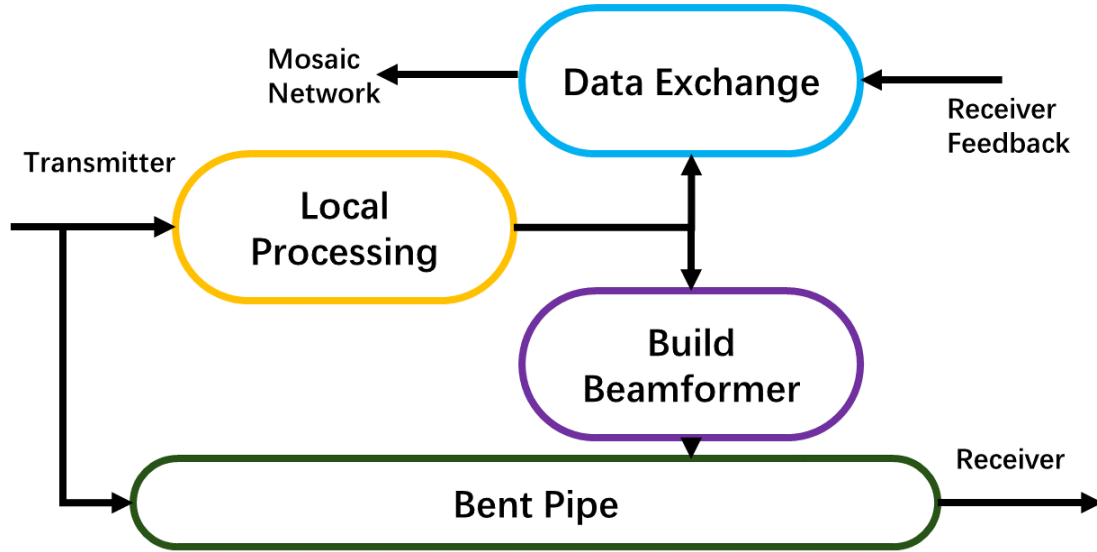 Mosaic
Network
Data Exchange
Receiver
Feedback
Transmitter
Local
Processing
Build
Beamformer
Receiver
Bent Pipe